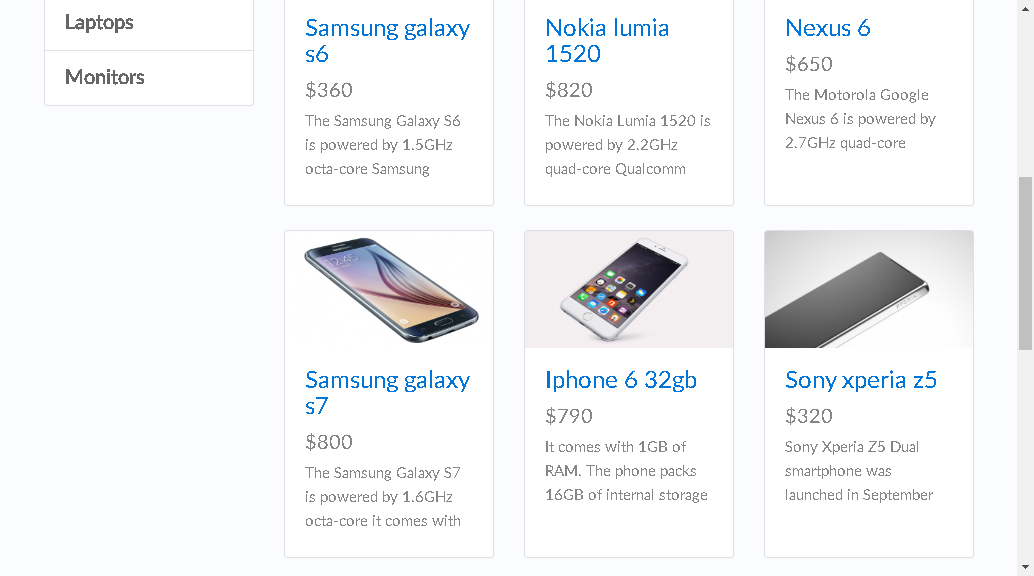 Laptops
Monitors
Samsung galaxy
s6
$360
The Samsung Galaxy S6
is powered by 1.5GHz
octa-core Samsung
Nokia lumia
1520
$820
The Nokia Lumia 1520 is
powered by 2.2GHz
quad-core Qualcomm
Nexus 6
$650
The Motorola Google
Nexus 6 is powered by
2.7GHz quad-core
Samsung galaxy
s7
$800
The Samsung Galaxy S7
is powered by 1.6GHz
octa-core it comes with
Iphone 6 32gb
$790
It comes with 1GB of
RAM. The phone packs
16GB of internal storage
Sony xperia z5
$320
Sony Xperia Z5 Dual
smartphone was
launched in September